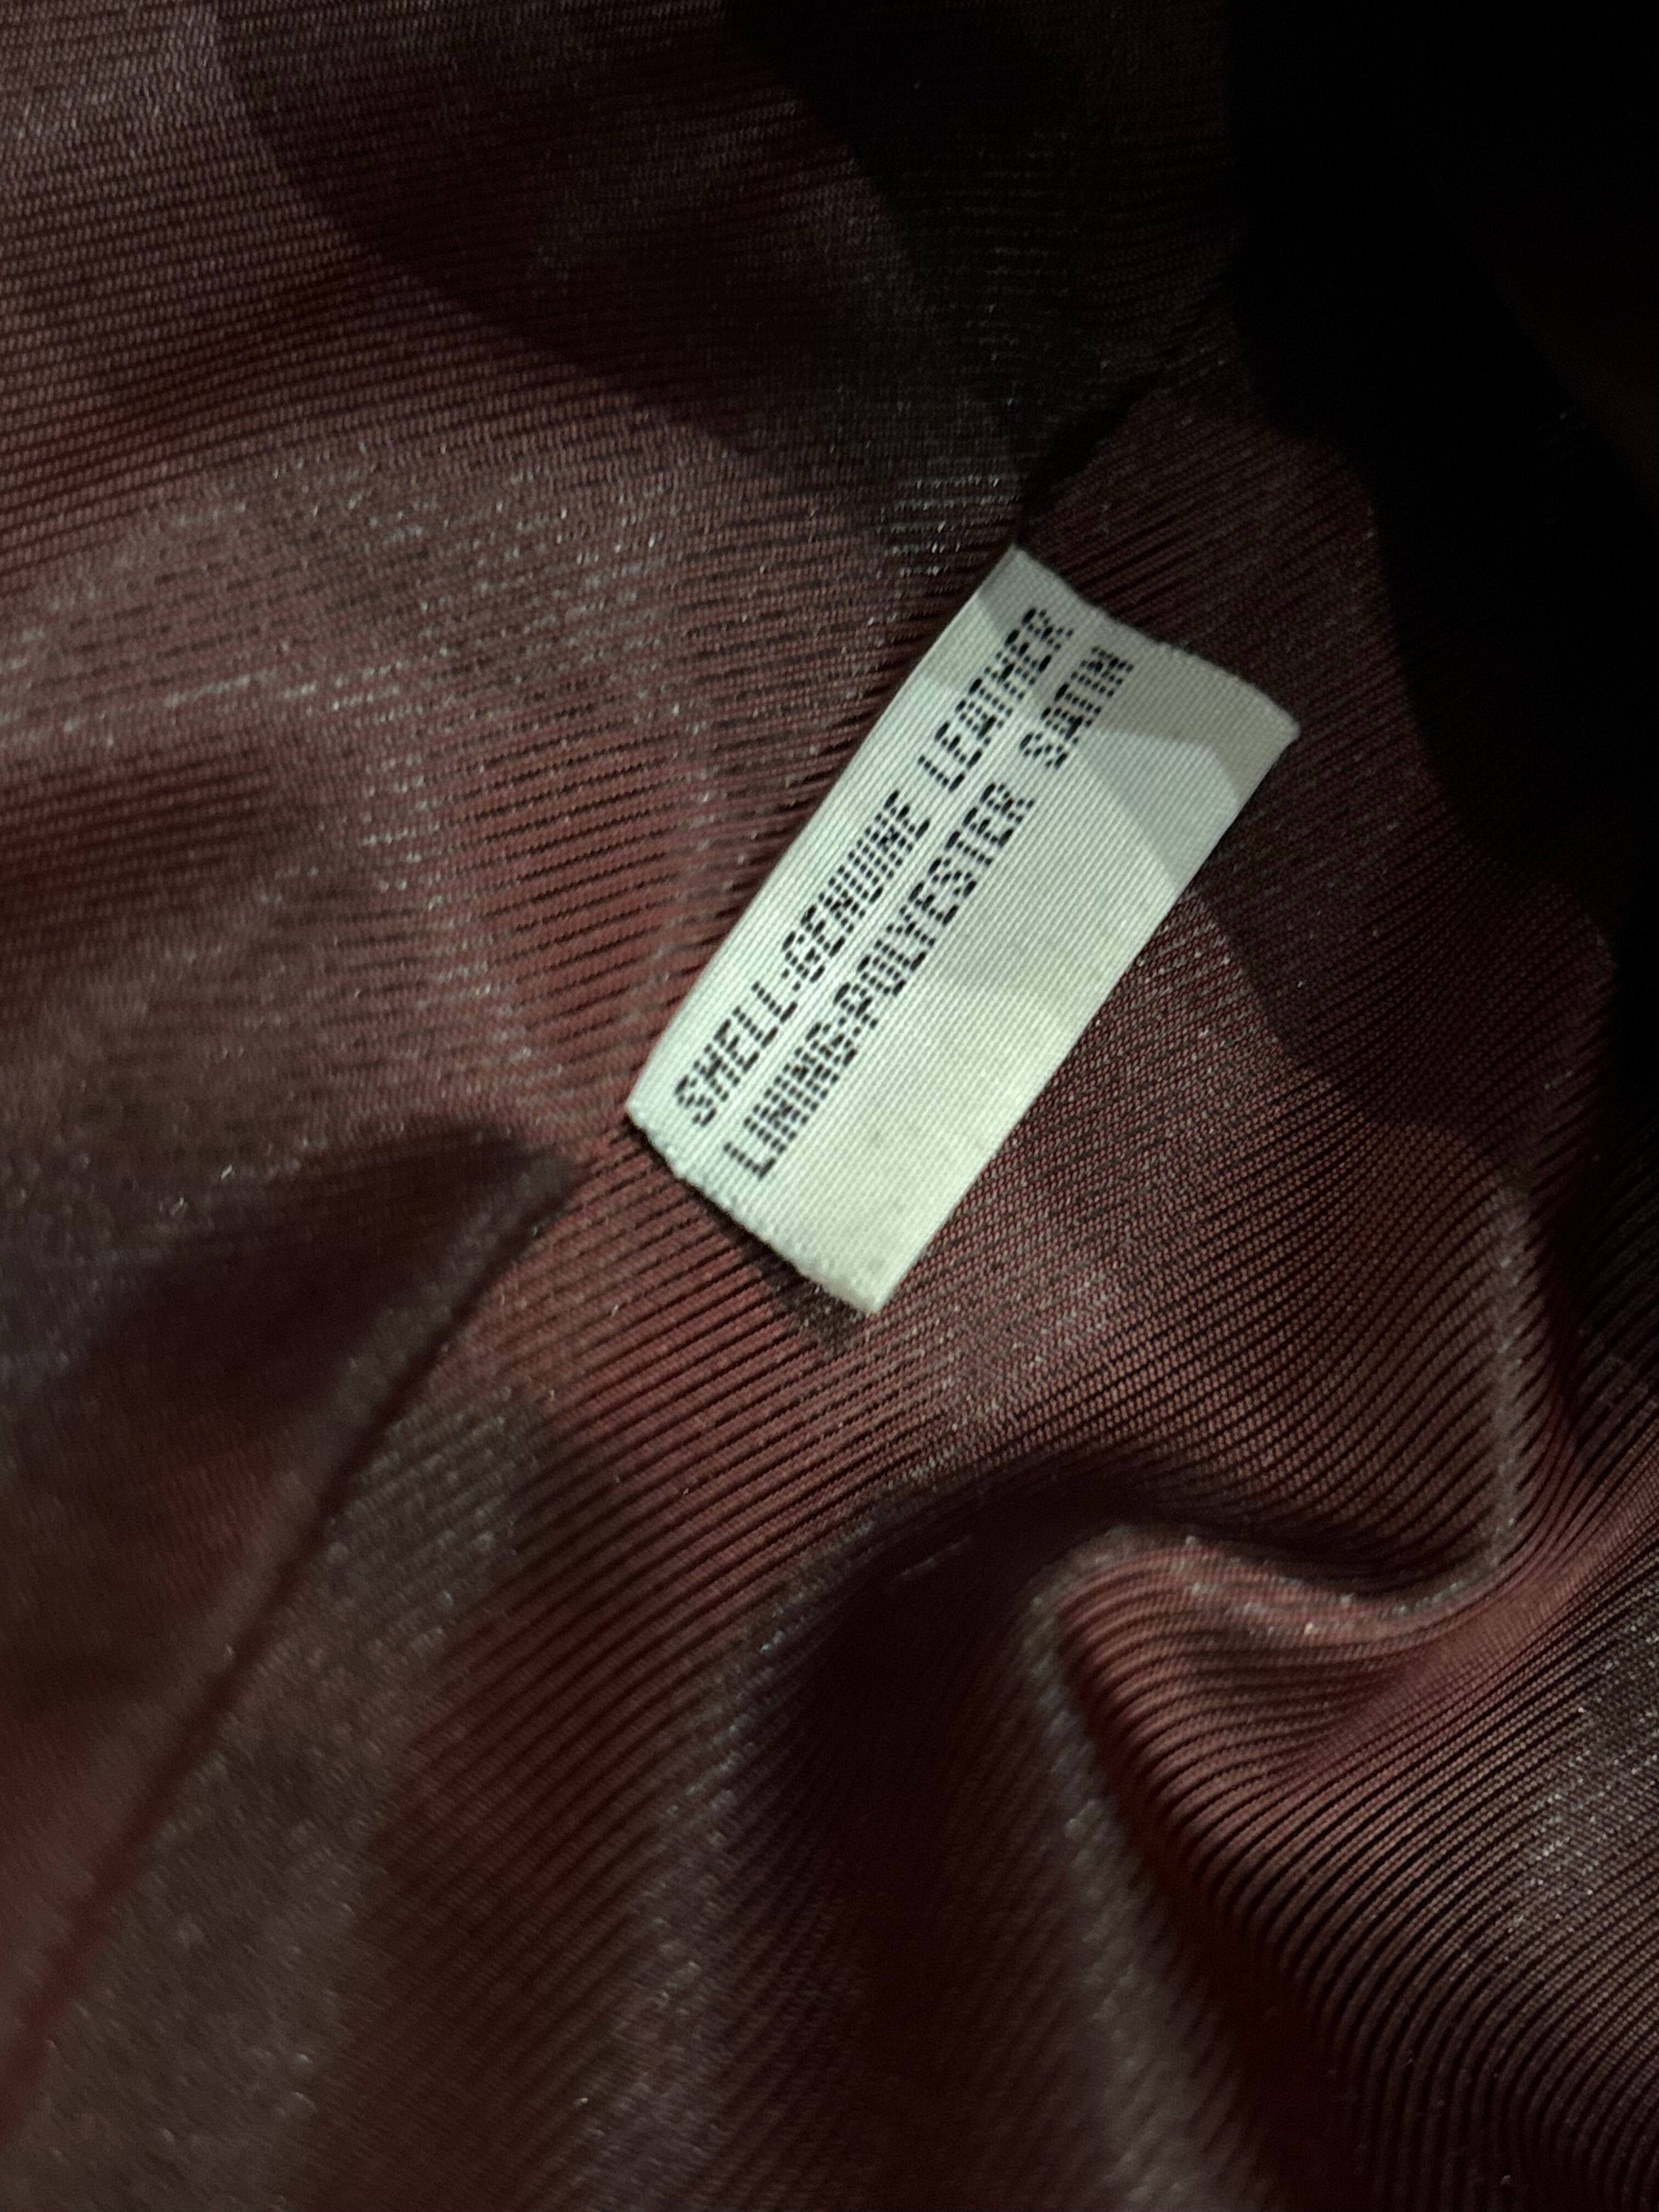 SHELL:GENUINE LEATHER
LINING:POLYESTER SATIN